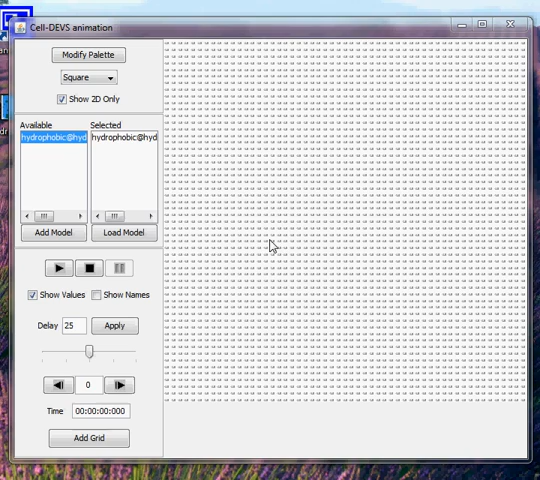 Cell-DEVS animation
Modify Palette
Square
Show 2D Only
Available Selected
hydrophobic@hyd hydrophobic@hyd
Add Model Load Model
Show Values Show Names
Delay 25 Apply
0
Time 00:00:00:000
Add Grid